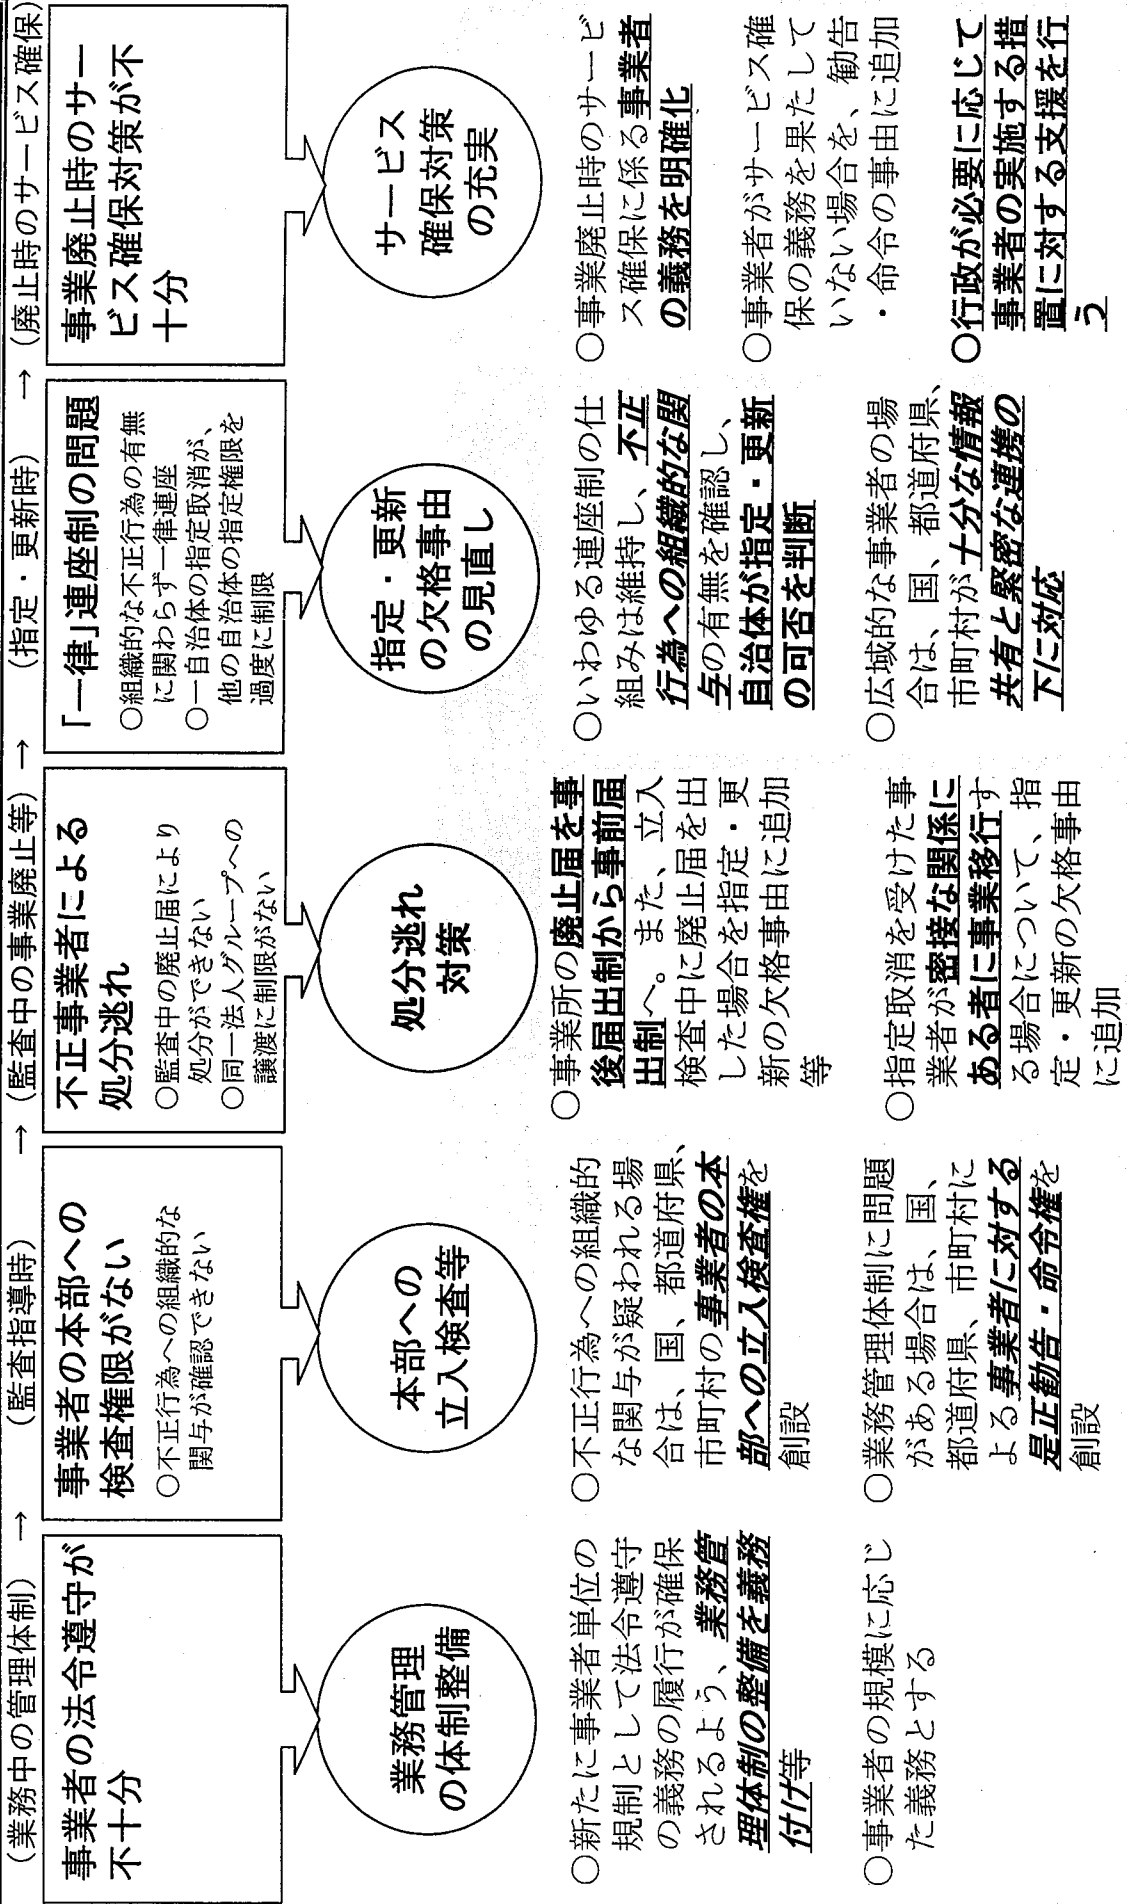 (業務中の管理体制) → (監査指導時) → (監査中の事業廃止等) → (指定・更新時) → (廃止時のサービス確保)
事業者の法令遵守が
不十分
業務管理
の体制整備
○新たに事業者単位の
規制として法令遵守
の義務の履行が確保
されるよう、業務管
理体制の整備を義務
付け等
○事業者の規模に応じ
た義務とする
事業者の本部への
検査権限がない
○不正行為への組織的な
関与が確認できない
本部への
立入検査等
○不正行為への組織的
な関与が疑われる場
合は、国、都道府県、
市町村の事業者の本
部への立入検査権を
創設
○業務管理体制に問題
がある場合は、国、
都道府県、市町村に
よる事業者に対する
是正勧告・命令権を
創設
不正事業者による
処分逃れ
○監査中の廃止届により
処分ができない
○同一法人グループへの
譲渡に制限がない
処分逃れ
対策
○事業所の廃止届を事
後届出制から事前届
出制へ。また、立入
検査中に廃止届を出
した場合を指定・更
新の欠格事由に追加
等
○指定取消を受けた事
業者が密接な関係に
ある者に事業移行す
る場合について、指
定・更新の欠格事由
に追加
「一律」連座制の問題
○組織的な不正行為の有無
に関わらず一律連座
○一自治体の指定取消が、
他の自治体の指定権限を
過度に制限
指定・更新
の欠格事由
の見直し
○いわゆる連座制の仕
組みは維持し、不正
行為への組織的な関
与の有無を確認し、
自治体が指定・更新
の可否を判断
○広域的な事業者の場
合は、国、都道府県、
市町村が十分な情報
共有と緊密な連携の
下に対応
事業廃止時のサー
ビス確保対策が不
十分
サービス
確保対策
の充実
○事業廃止時のサービ
ス確保に係る事業者
の義務を明確化
○事業者がサービス確
保の義務を果たして
いない場合を、勧告
・命令の事由に追加
○行政が必要に応じて
事業者の実施する措
置に対する支援を行
う